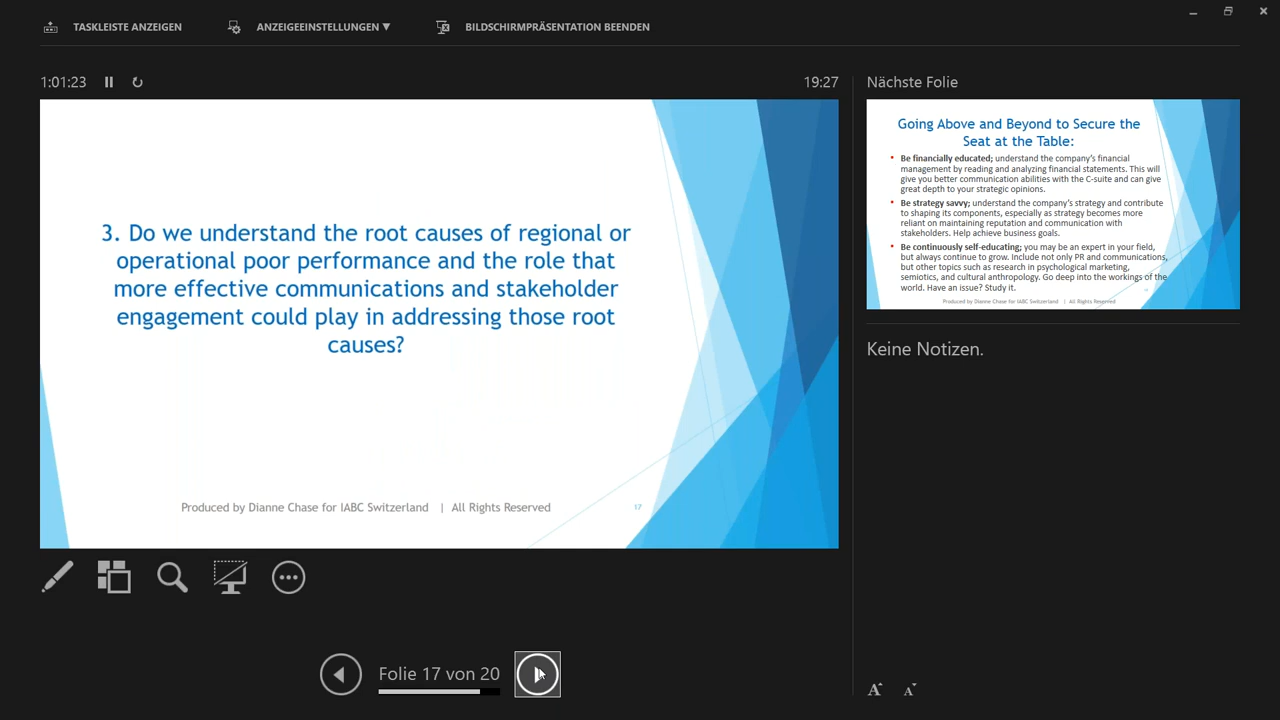 TASKLEISTE ANZEIGEN
ANZEIGEEINSTELLUNGEN ▼
BILDSCHIRMPRÄSENTATION BEENDEN
1:01:23
19:27
3. Do we understand the root causes of regional or
operational poor performance and the role that
more effective communications and stakeholder
engagement could play in addressing those root
causes?
Produced by Dianne Chase for IABC Switzerland | All Rights Reserved
17
Folie 17 von 20
Nächste Folie
Going Above and Beyond to Secure the
Seat at the Table:
• Be financially educated; understand the company's financial
management by reading and analyzing financial statements. This will
give you better communication abilities with the C-suite and can give
great depth to your strategic opinions.
• Be strategy savvy; understand the company's strategy and contribute
to shaping its components, especially as strategy becomes more
reliant on maintaining reputation and communication with
stakeholders. Help achieve business goals.
• Be continuously self-educating; you may be an expert in your field,
but always continue to grow. Include not only PR and communications,
but other topics such as research in psychological marketing,
semiotics, and cultural anthropology. Go deep into the workings of the
world. Have an issue? Study it.
Produced by Dianne Chase for IABC Switzerland | All Rights Reserved
Keine Notizen.
A A